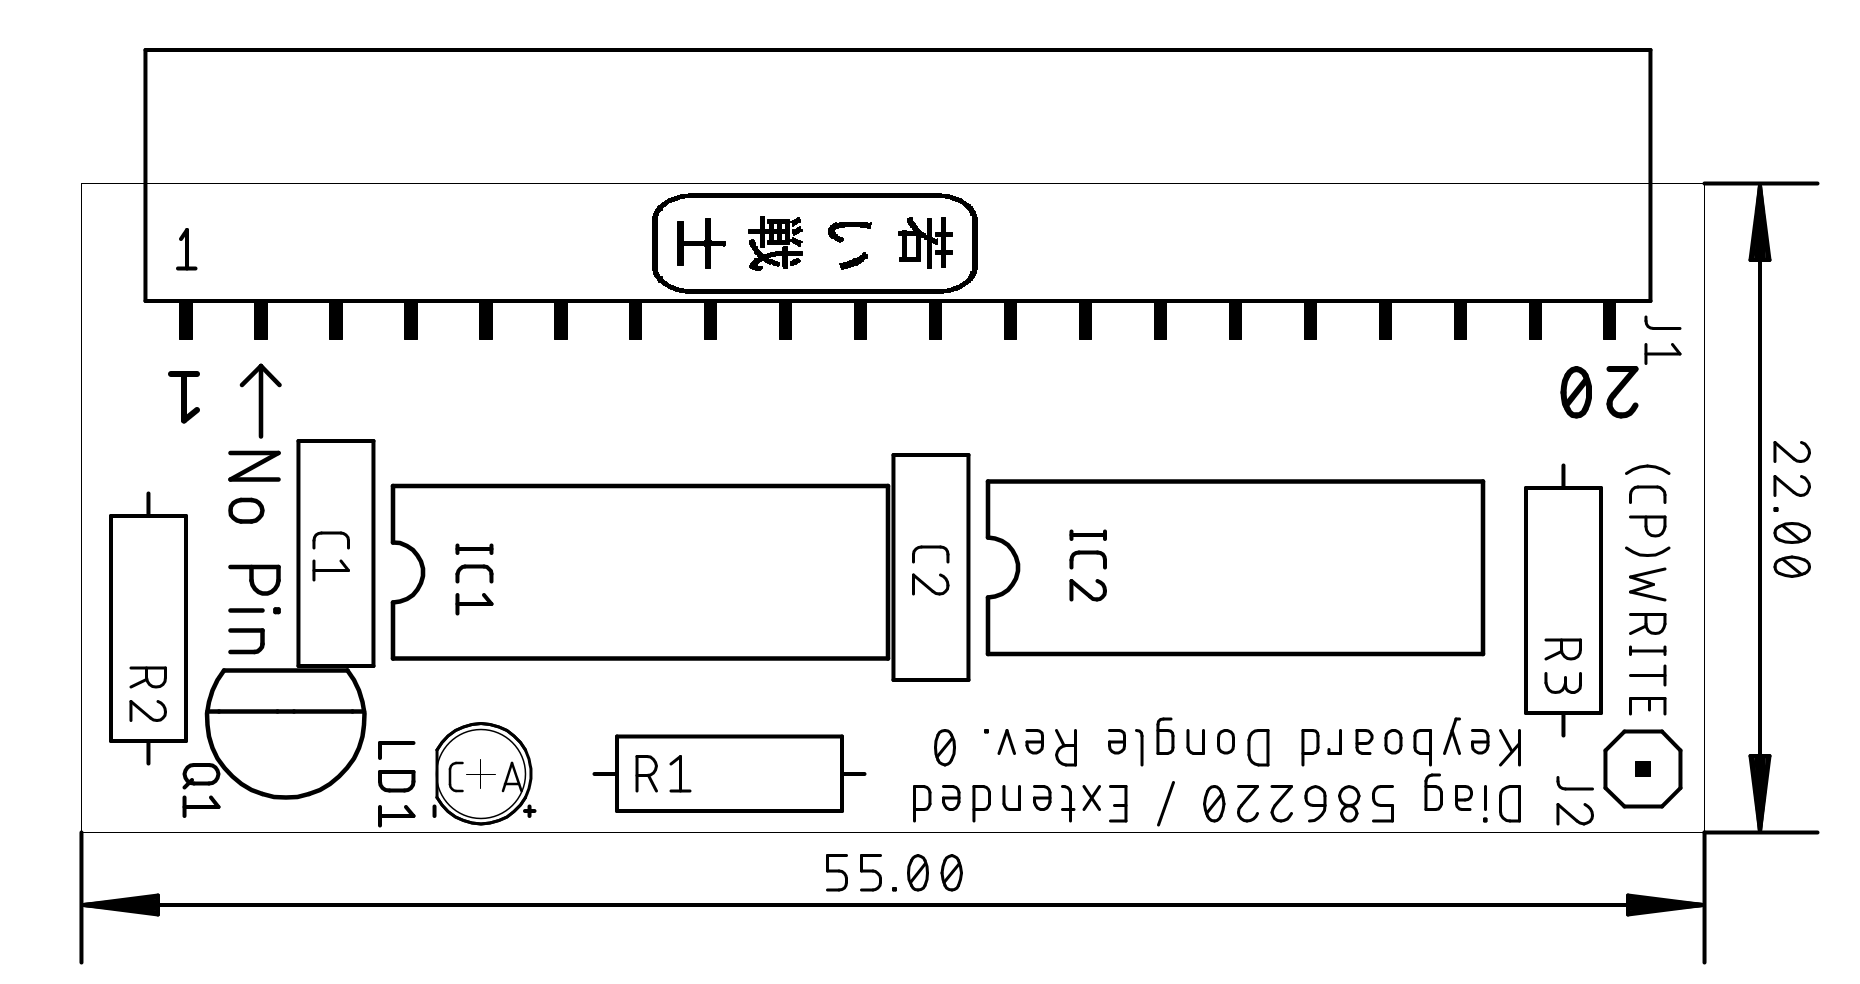 1
若い戦士
J1
1
20
No Pin
C1
IC1
C2
IC2
R2
R3
(CP)WRITE
22.00
Q1
LD1
C
A
-
+
R1
Diag 586220 / Extended
Keyboard Dongle Rev. 0
J2
55.00